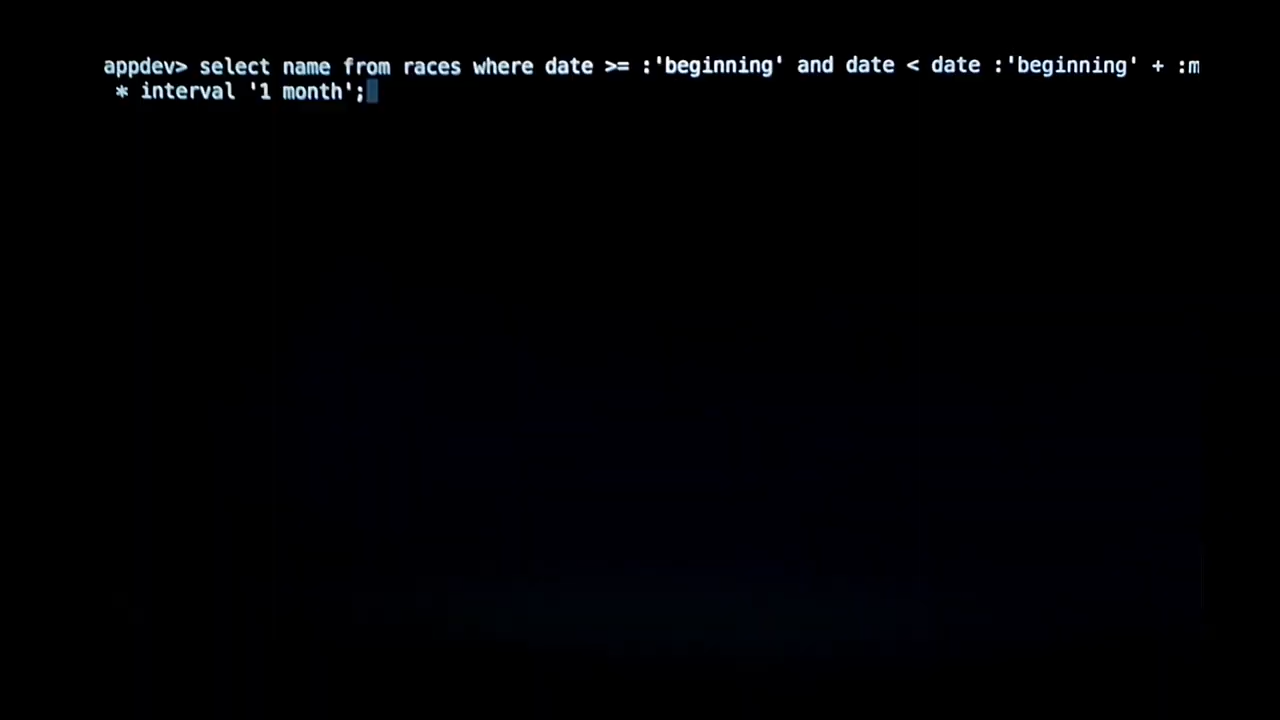 appdev> select name from races where date >= :'beginning' and date < date :'beginning' + :m
* interval '1 month';